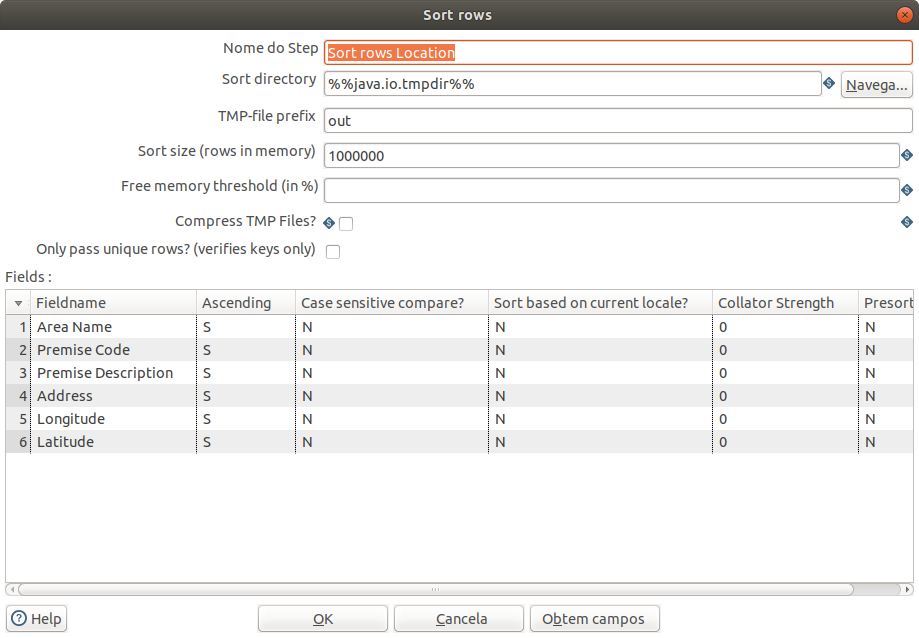 Sort rows
Nome do Step Sort rows Location
Sort directory %%java.io.tmpdir%% Navega...
TMP-file prefix out
Sort size (rows in memory) 1000000
Free memory threshold (in %)
Compress TMP Files?
Only pass unique rows? (verifies keys only)
Fields :
Fieldname Ascending Case sensitive compare? Sort based on current locale? Collator Strength Presort
1 Area Name S N N 0 N
2 Premise Code S N N 0 N
3 Premise Description S N N 0 N
4 Address S N N 0 N
5 Longitude S N N 0 N
6 Latitude S N N 0 N
Help OK Cancela Obtem campos